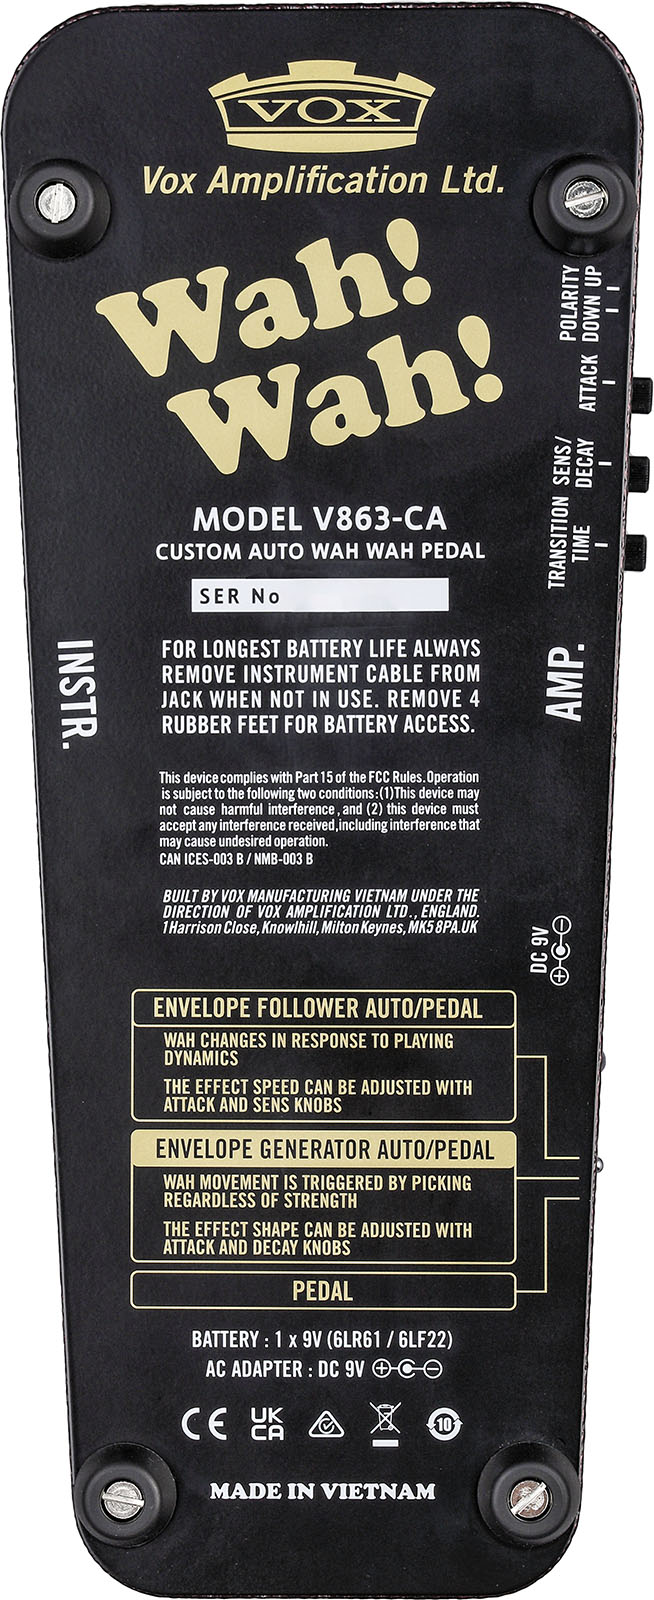 VOX
Vox Amplification Ltd.
Wah!
Wah!
POLARITY
DOWN UP
ATTACK
SENS/
DECAY
TRANSITION
TIME
MODEL V863-CA
CUSTOM AUTO WAH WAH PEDAL
SER No
INSTR.
AMP.
FOR LONGEST BATTERY LIFE ALWAYS
REMOVE INSTRUMENT CABLE FROM
JACK WHEN NOT IN USE. REMOVE 4
RUBBER FEET FOR BATTERY ACCESS.
This device complies with Part 15 of the FCC Rules. Operation
is subject to the following two conditions: (1) This device may
not cause harmful interference, and (2) this device must
accept any interference received, including interference that
may cause undesired operation.
CAN ICES-003 B / NMB-003 B
BUILT BY VOX MANUFACTURING VIETNAM UNDER THE
DIRECTION OF VOX AMPLIFICATION LTD., ENGLAND.
1 Harrison Close, Knowlhill, Milton Keynes, MK5 8PA.UK
DC 9V
ENVELOPE FOLLOWER AUTO/PEDAL
WAH CHANGES IN RESPONSE TO PLAYING
DYNAMICS
THE EFFECT SPEED CAN BE ADJUSTED WITH
ATTACK AND SENS KNOBS
ENVELOPE GENERATOR AUTO/PEDAL
WAH MOVEMENT IS TRIGGERED BY PICKING
REGARDLESS OF STRENGTH
THE EFFECT SHAPE CAN BE ADJUSTED WITH
ATTACK AND DECAY KNOBS
PEDAL
BATTERY : 1 x 9V (6LR61 / 6LF22)
AC ADAPTER : DC 9V
CE UK
CA 10
MADE IN VIETNAM